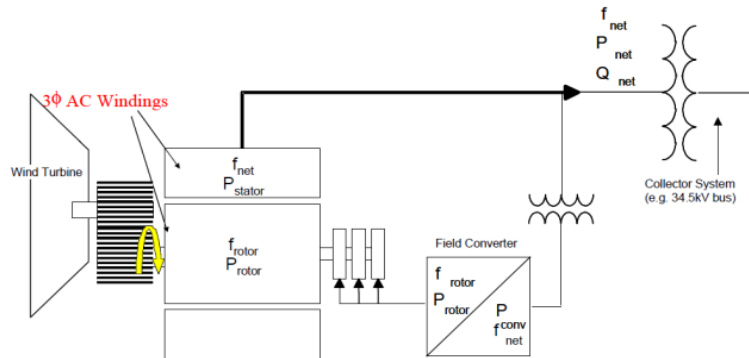 f net
P net
Q net
3ϕ AC Windings
Wind Turbine
f net
P stator
Collector System
(e.g. 34.5kV bus)
f rotor
P rotor
Field Converter
f rotor
P rotor
P conv
f net